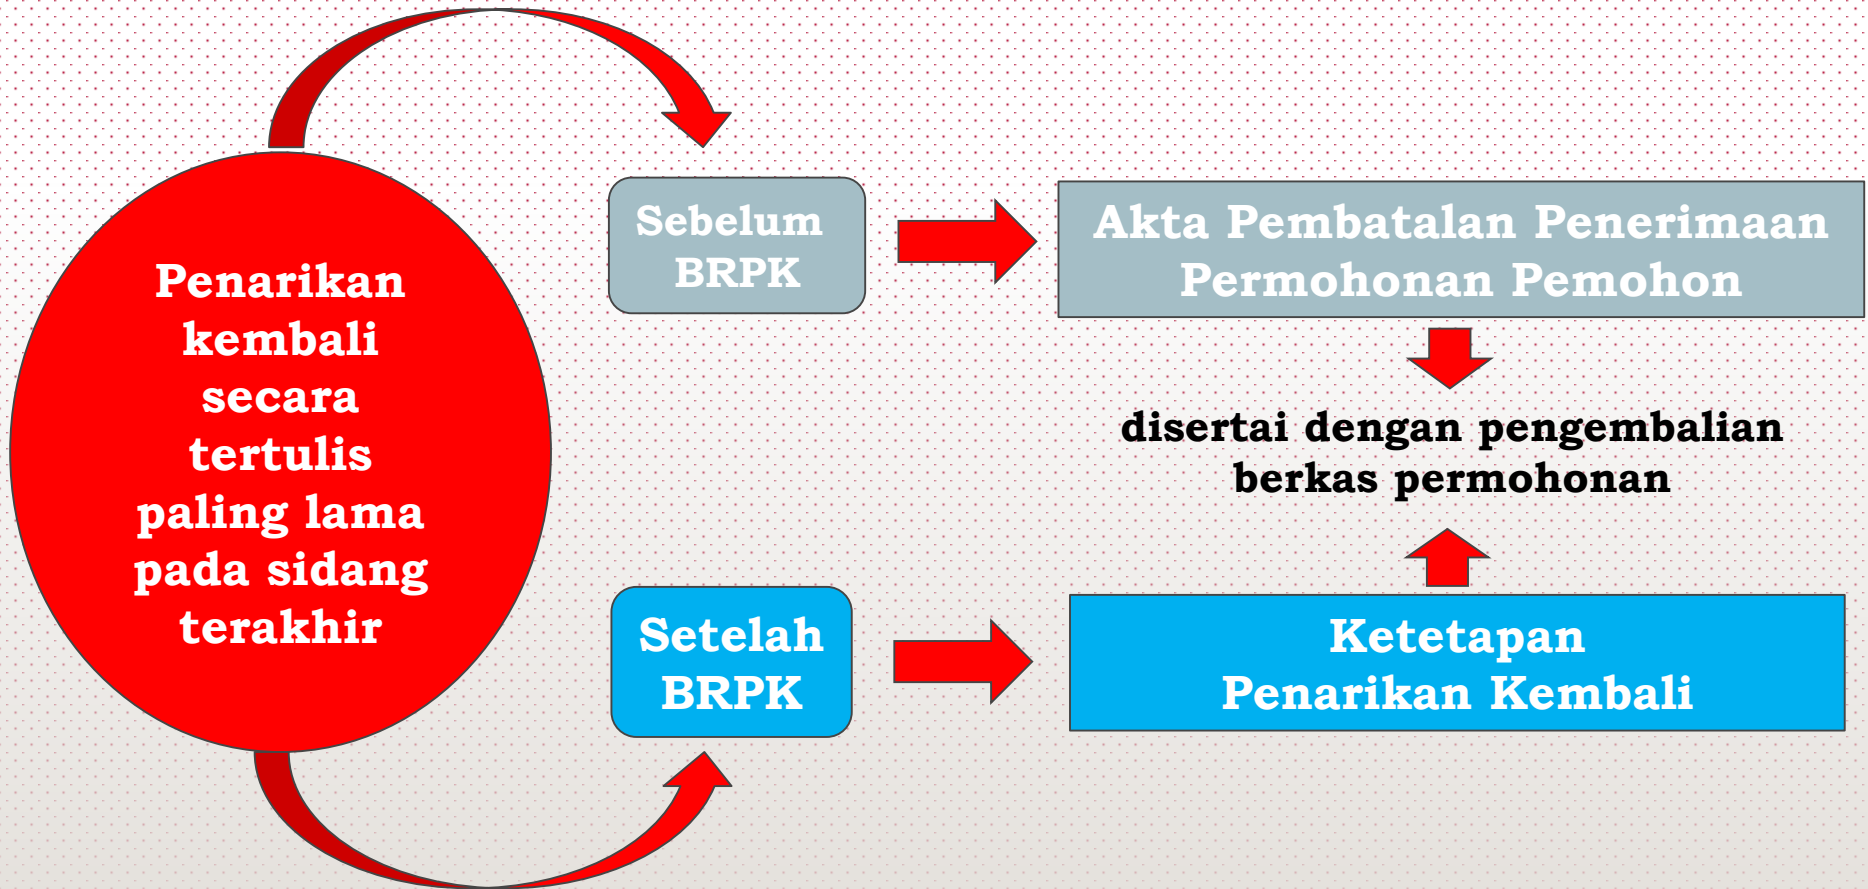 Penarikan
kembali
secara
tertulis
paling lama
pada sidang
terakhir
Sebelum
BRPK
Akta Pembatalan Penerimaan
Permohonan Pemohon
disertai dengan pengembalian
berkas permohonan
Setelah
BRPK
Ketetapan
Penarikan Kembali